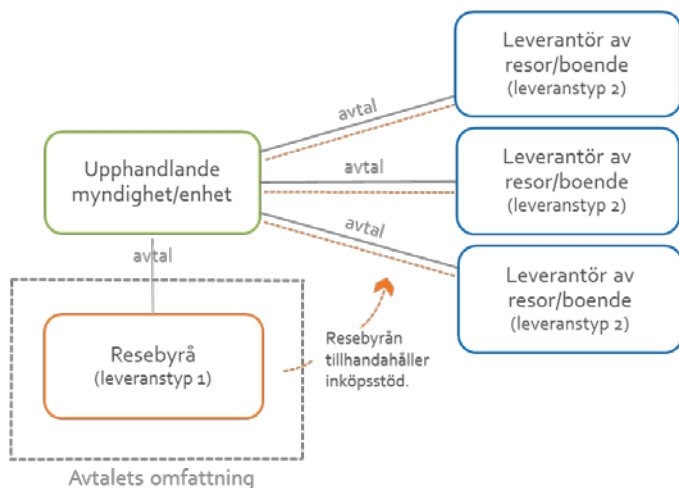 Leverantör av
resor/boende
(leveranstyp 2)
avtal
Upphandlande
myndighet/enhet
avtal
Leverantör av
resor/boende
(leveranstyp 2)
avtal
avtal
Leverantör av
resor/boende
(leveranstyp 2)
Resebyrå
(leveranstyp 1)
Resebyrån
tillhandahåller
inköpsstöd.
Avtalets omfattning